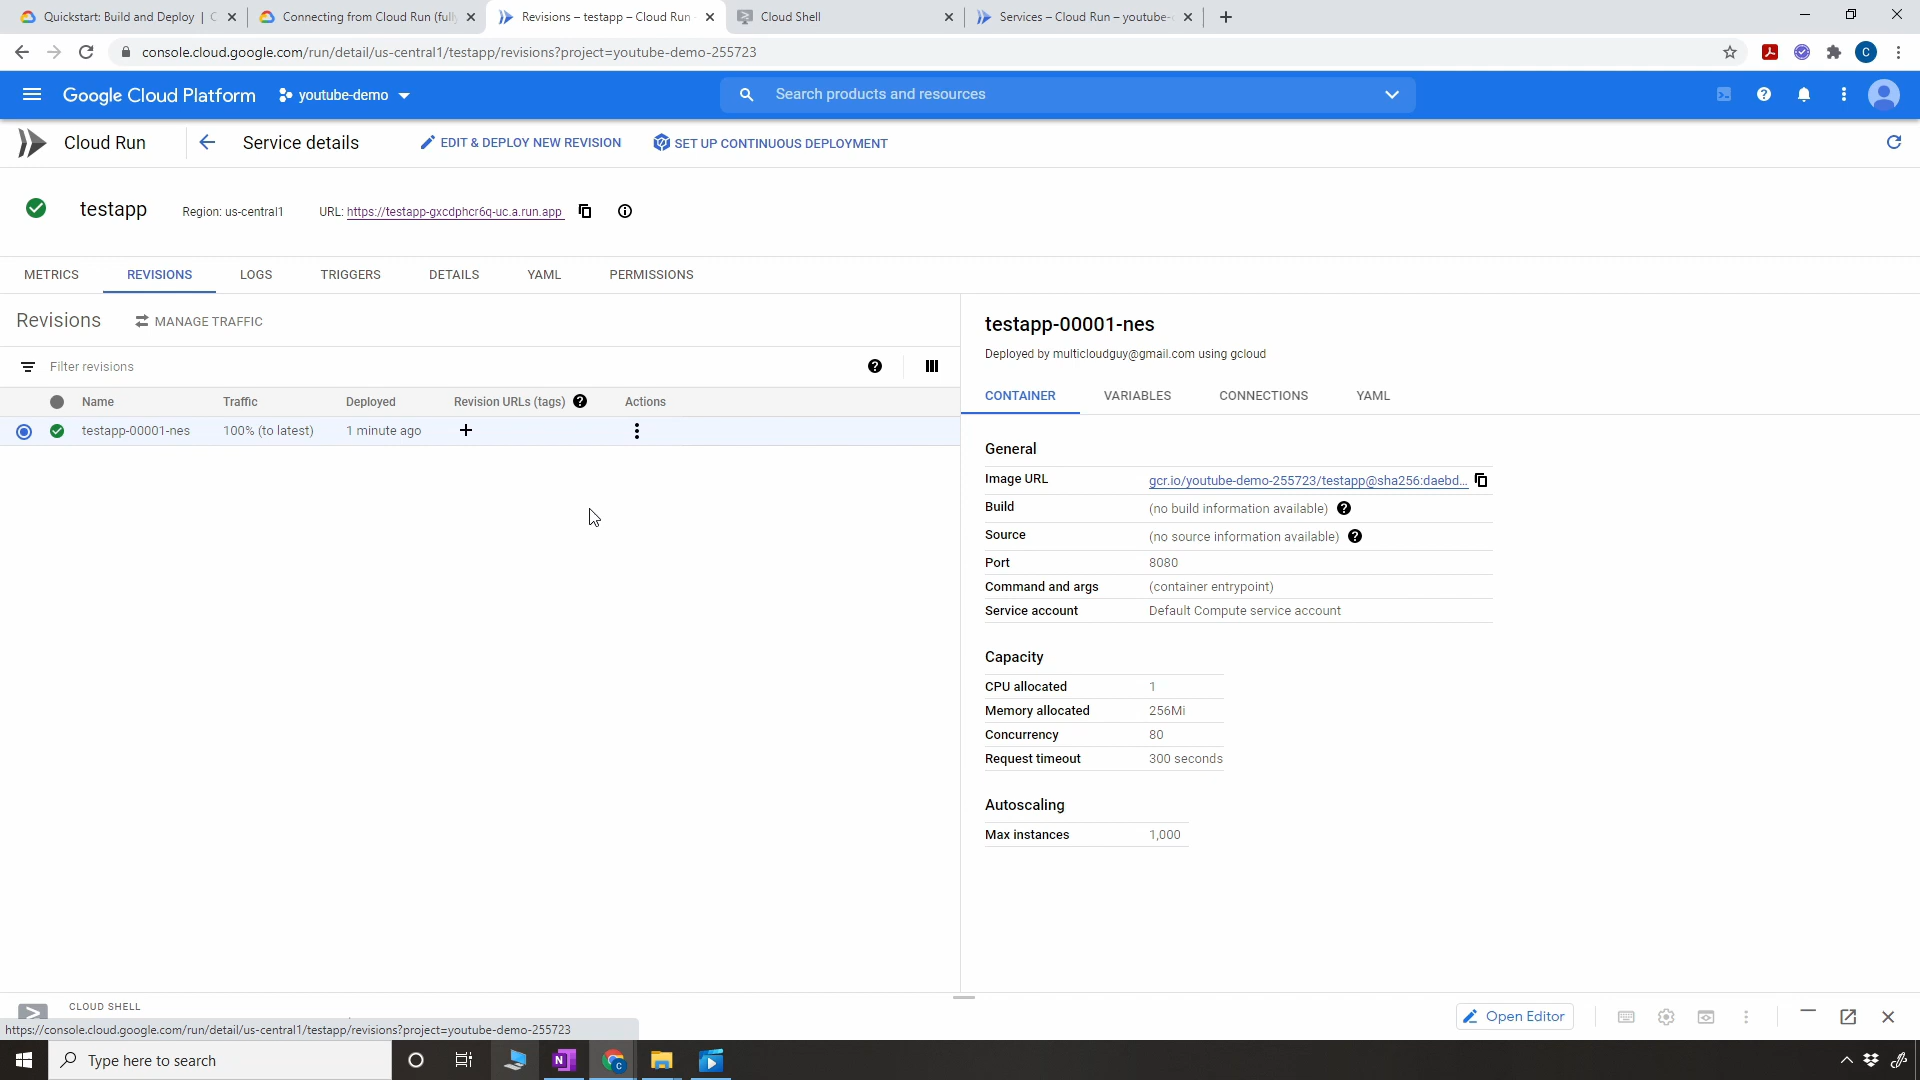 Quickstart: Build and Deploy | C
Connecting from Cloud Run (full
Revisions – testapp – Cloud Run
Cloud Shell
Services – Cloud Run – youtube-
console.cloud.google.com/run/detail/us-central1/testapp/revisions?project=youtube-demo-255723
C
Google Cloud Platform
youtube-demo
Search products and resources
Cloud Run
Service details
EDIT & DEPLOY NEW REVISION
SET UP CONTINUOUS DEPLOYMENT
testapp
Region: us-central1
URL: https://testapp-gxcdphcr6q-uc.a.run.app
METRICS
REVISIONS
LOGS
TRIGGERS
DETAILS
YAML
PERMISSIONS
Revisions
MANAGE TRAFFIC
Filter revisions
Name
Traffic
Deployed
Revision URLs (tags)
Actions
testapp-00001-nes
100% (to latest)
1 minute ago
testapp-00001-nes
Deployed by multicloudguy@gmail.com using gcloud
CONTAINER
VARIABLES
CONNECTIONS
YAML
General
Image URL
gcr.io/youtube-demo-255723/testapp@sha256:daebd...
Build
(no build information available)
Source
(no source information available)
Port
8080
Command and args
(container entrypoint)
Service account
Default Compute service account
Capacity
CPU allocated
1
Memory allocated
256Mi
Concurrency
80
Request timeout
300 seconds
Autoscaling
Max instances
1,000
CLOUD SHELL
Open Editor
https://console.cloud.google.com/run/detail/us-central1/testapp/revisions?project=youtube-demo-255723
Type here to search